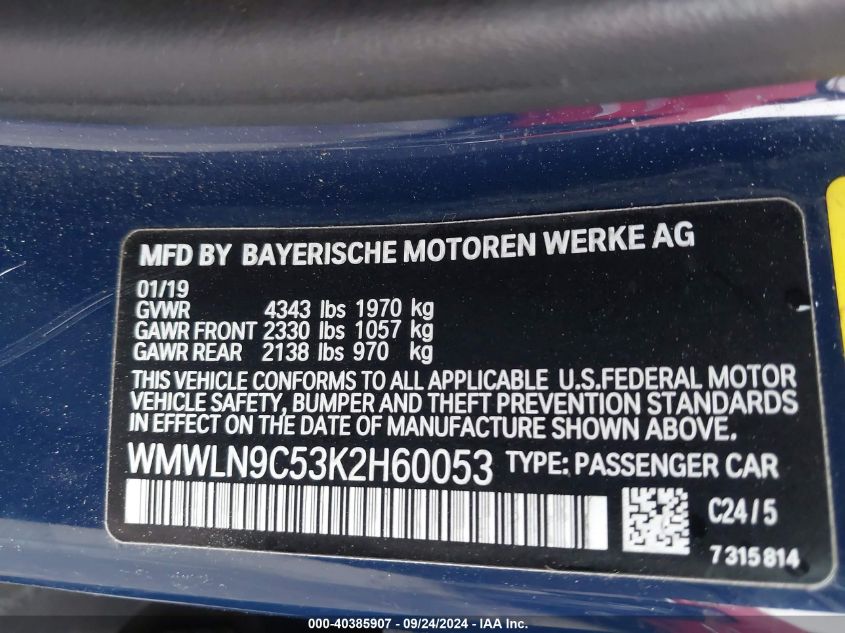 MFD BY BAYERISCHE MOTOREN WERKE AG
01/19
GVWR 4343 lbs 1970 kg
GAWR FRONT 2330 lbs 1057 kg
GAWR REAR 2138 lbs 970 kg
THIS VEHICLE CONFORMS TO ALL APPLICABLE U.S.FEDERAL MOTOR
VEHICLE SAFETY, BUMPER AND THEFT PREVENTION STANDARDS
IN EFFECT ON THE DATE OF MANUFACTURE SHOWN ABOVE.
WMWLN9C53K2H60053 TYPE: PASSENGER CAR
C24/5
7315814
000-40385907 - 09/24/2024 - IAA Inc.